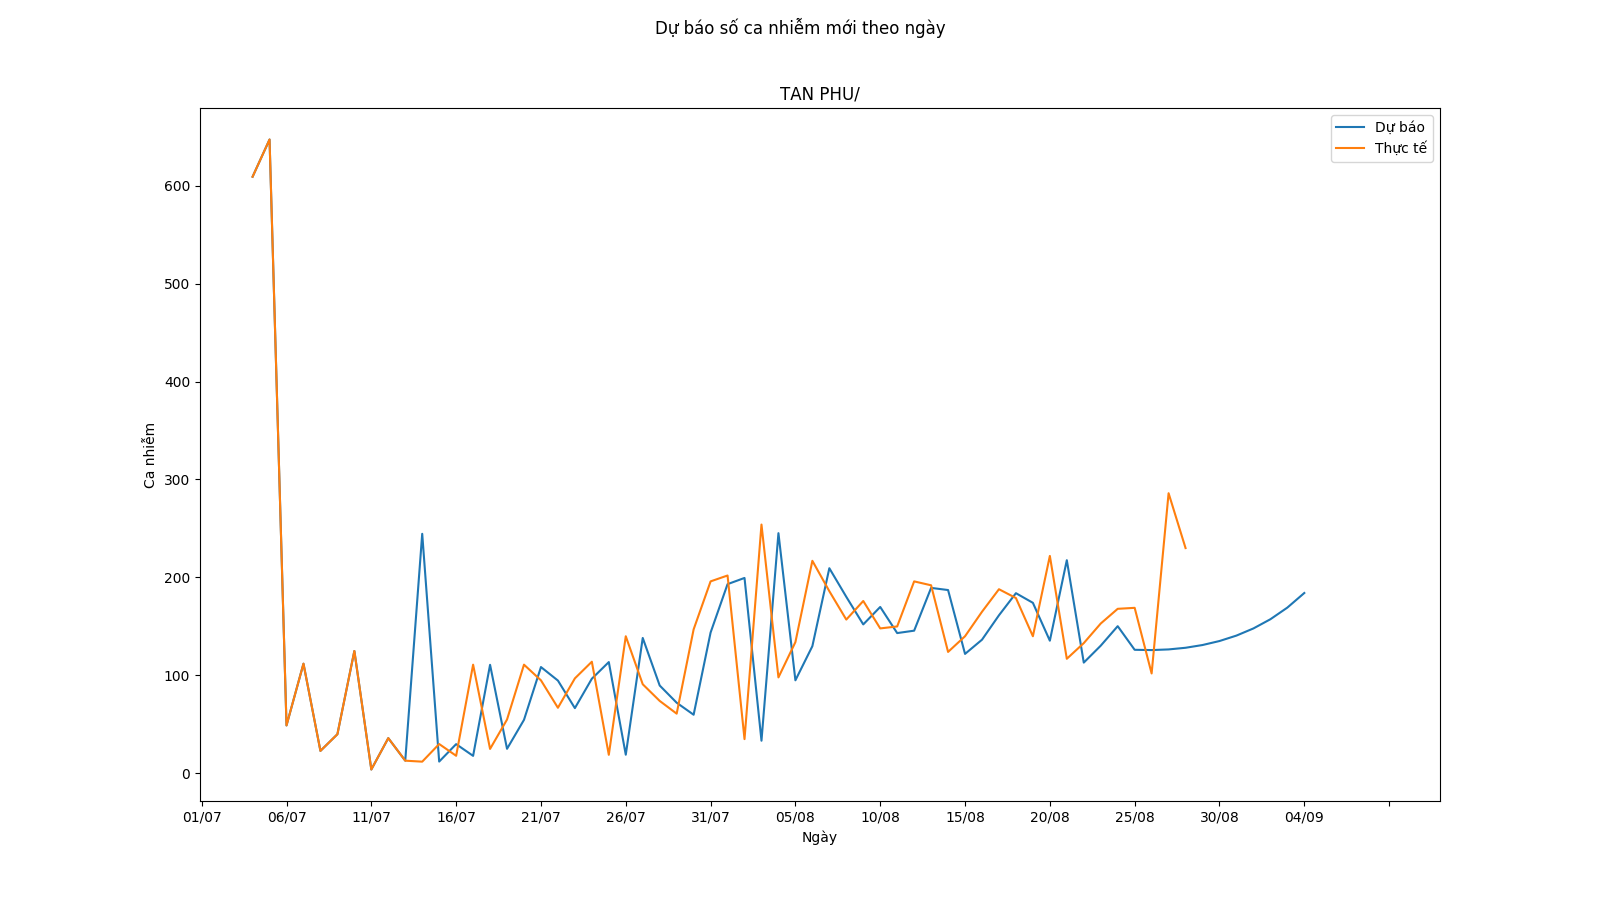 Dự báo số ca nhiễm mới theo ngày
TAN PHU/
Dự báo
Thực tế
600
500
400
300
200
100
0
Ca nhiễm
01/07 06/07 11/07 16/07 21/07 26/07 31/07 05/08 10/08 15/08 20/08 25/08 30/08 04/09
Ngày